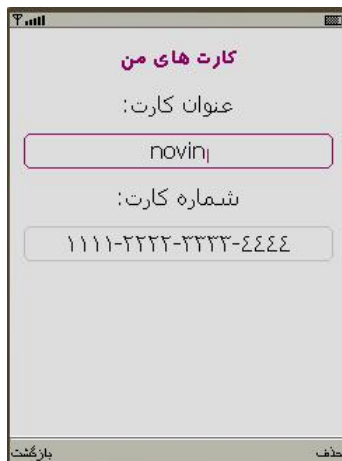 کارت های من
عنوان کارت:
novin
شماره کارت:
۱۱۱۱-۲۲۲۲-۳۳۳۳-٤٤٤٤
حذف
بازگشت